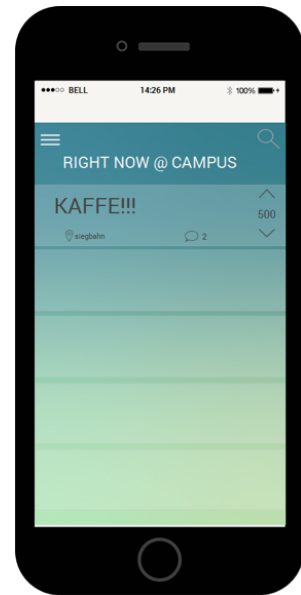 BELL 14:26 PM 100%
RIGHT NOW @ CAMPUS
KAFFE!!!
500
siegbahn 2